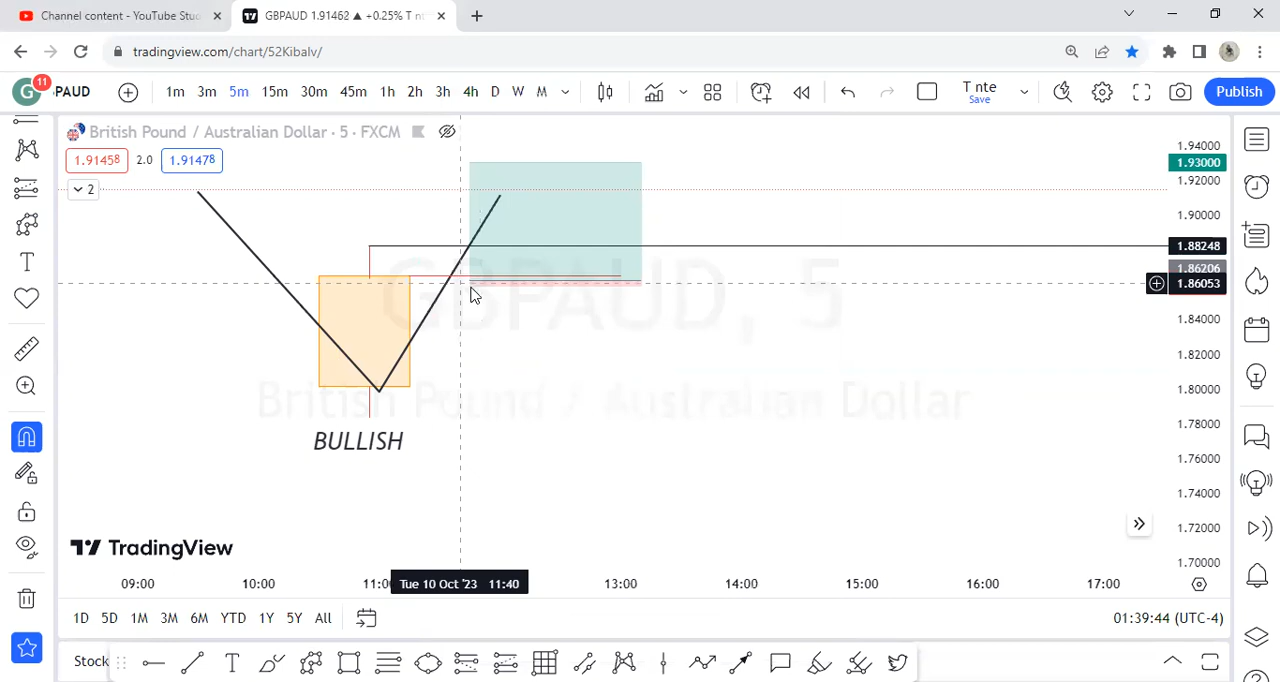 Channel content - YouTube Stu
GBPAUD 1.91462 ▲ +0.25% T nt
tradingview.com/chart/52Kibalv/
G
11
PAUD
1m 3m 5m 15m 30m 45m 1h 2h 3h 4h D W M
T nte
Save
Publish
British Pound / Australian Dollar · 5 · FXCM
1.91458 2.0 1.91478
2
1.94000
1.93000
1.92000
1.90000
1.88248
1.86206
1.86053
1.84000
1.82000
1.80000
1.78000
1.76000
1.74000
1.72000
1.70000
GBPAUD, 5
British Pound / Australian Dollar
BULLISH
TradingView
09:00 10:00 11:0 Tue 10 Oct '23 11:40 13:00 14:00 15:00 16:00 17:00
1D 5D 1M 3M 6M YTD 1Y 5Y All
01:39:44 (UTC-4)
Stock